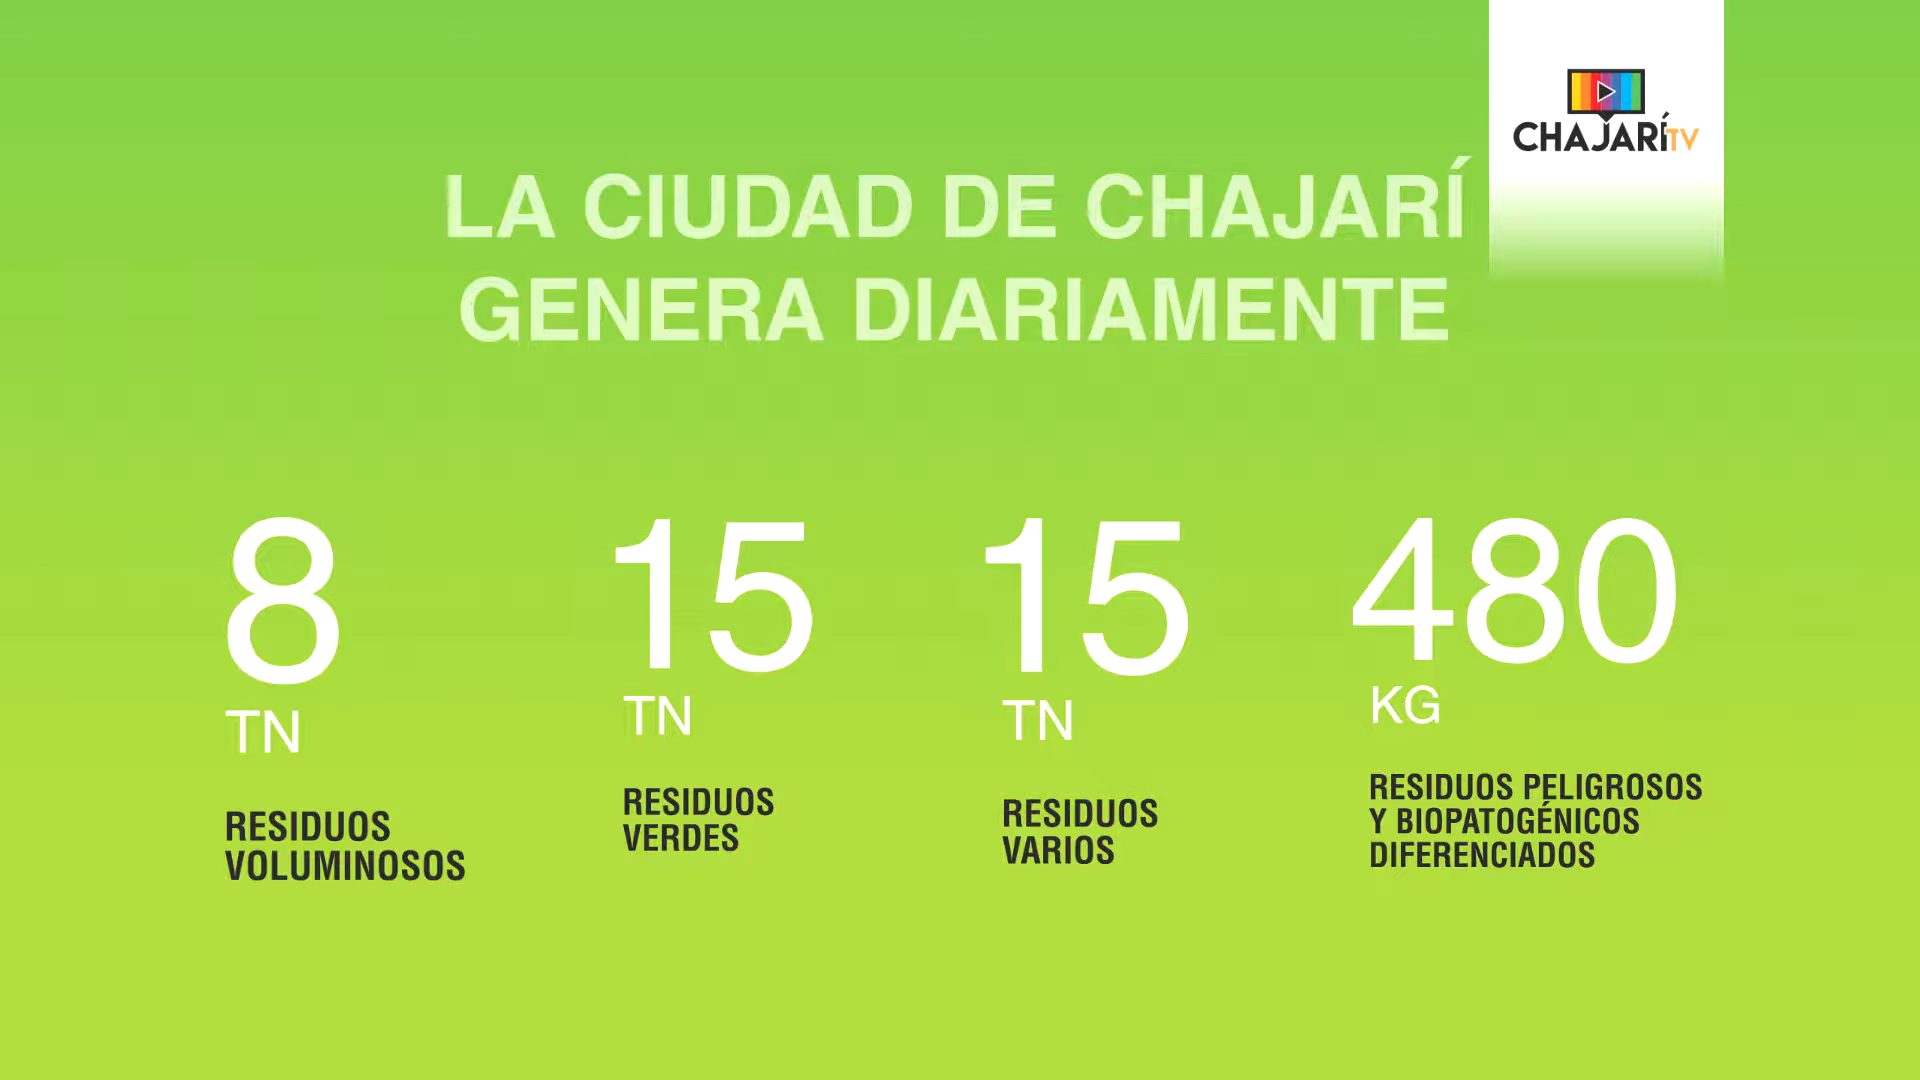 CHAJARÍTV
LA CIUDAD DE CHAJARÍ
GENERA DIARIAMENTE
8
TN
RESIDUOS
VOLUMINOSOS
15
TN
RESIDUOS
VERDES
15
TN
RESIDUOS
VARIOS
480
KG
RESIDUOS PELIGROSOS
Y BIOPATOGÉNICOS
DIFERENCIADOS